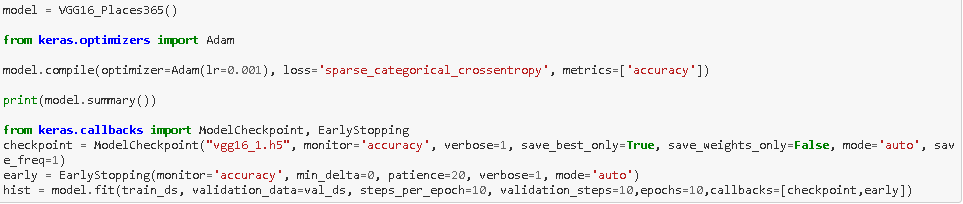 model = VGG16_Places365()
from keras.optimizers import Adam
model.compile(optimizer=Adam(lr=0.001), loss='sparse_categorical_crossentropy', metrics=['accuracy'])
print(model.summary())
from keras.callbacks import ModelCheckpoint, EarlyStopping
checkpoint = ModelCheckpoint("vgg16_1.h5", monitor='accuracy', verbose=1, save_best_only=True, save_weights_only=False, mode='auto', sav
e_freq=1)
early = EarlyStopping(monitor='accuracy', min_delta=0, patience=20, verbose=1, mode='auto')
hist = model.fit(train_ds, validation_data=val_ds, steps_per_epoch=10, validation_steps=10,epochs=10,callbacks=[checkpoint,early])